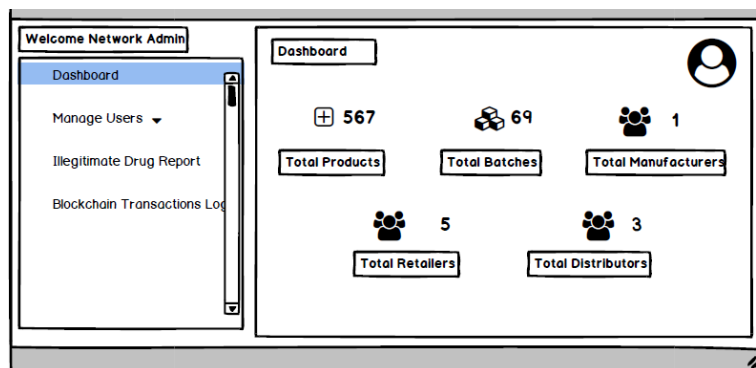 Welcome Network Admin
Dashboard
Manage Users
Illegitimate Drug Report
Blockchain Transactions Log
Dashboard
567
69
1
Total Products
Total Batches
Total Manufacturers
5
3
Total Retailers
Total Distributors